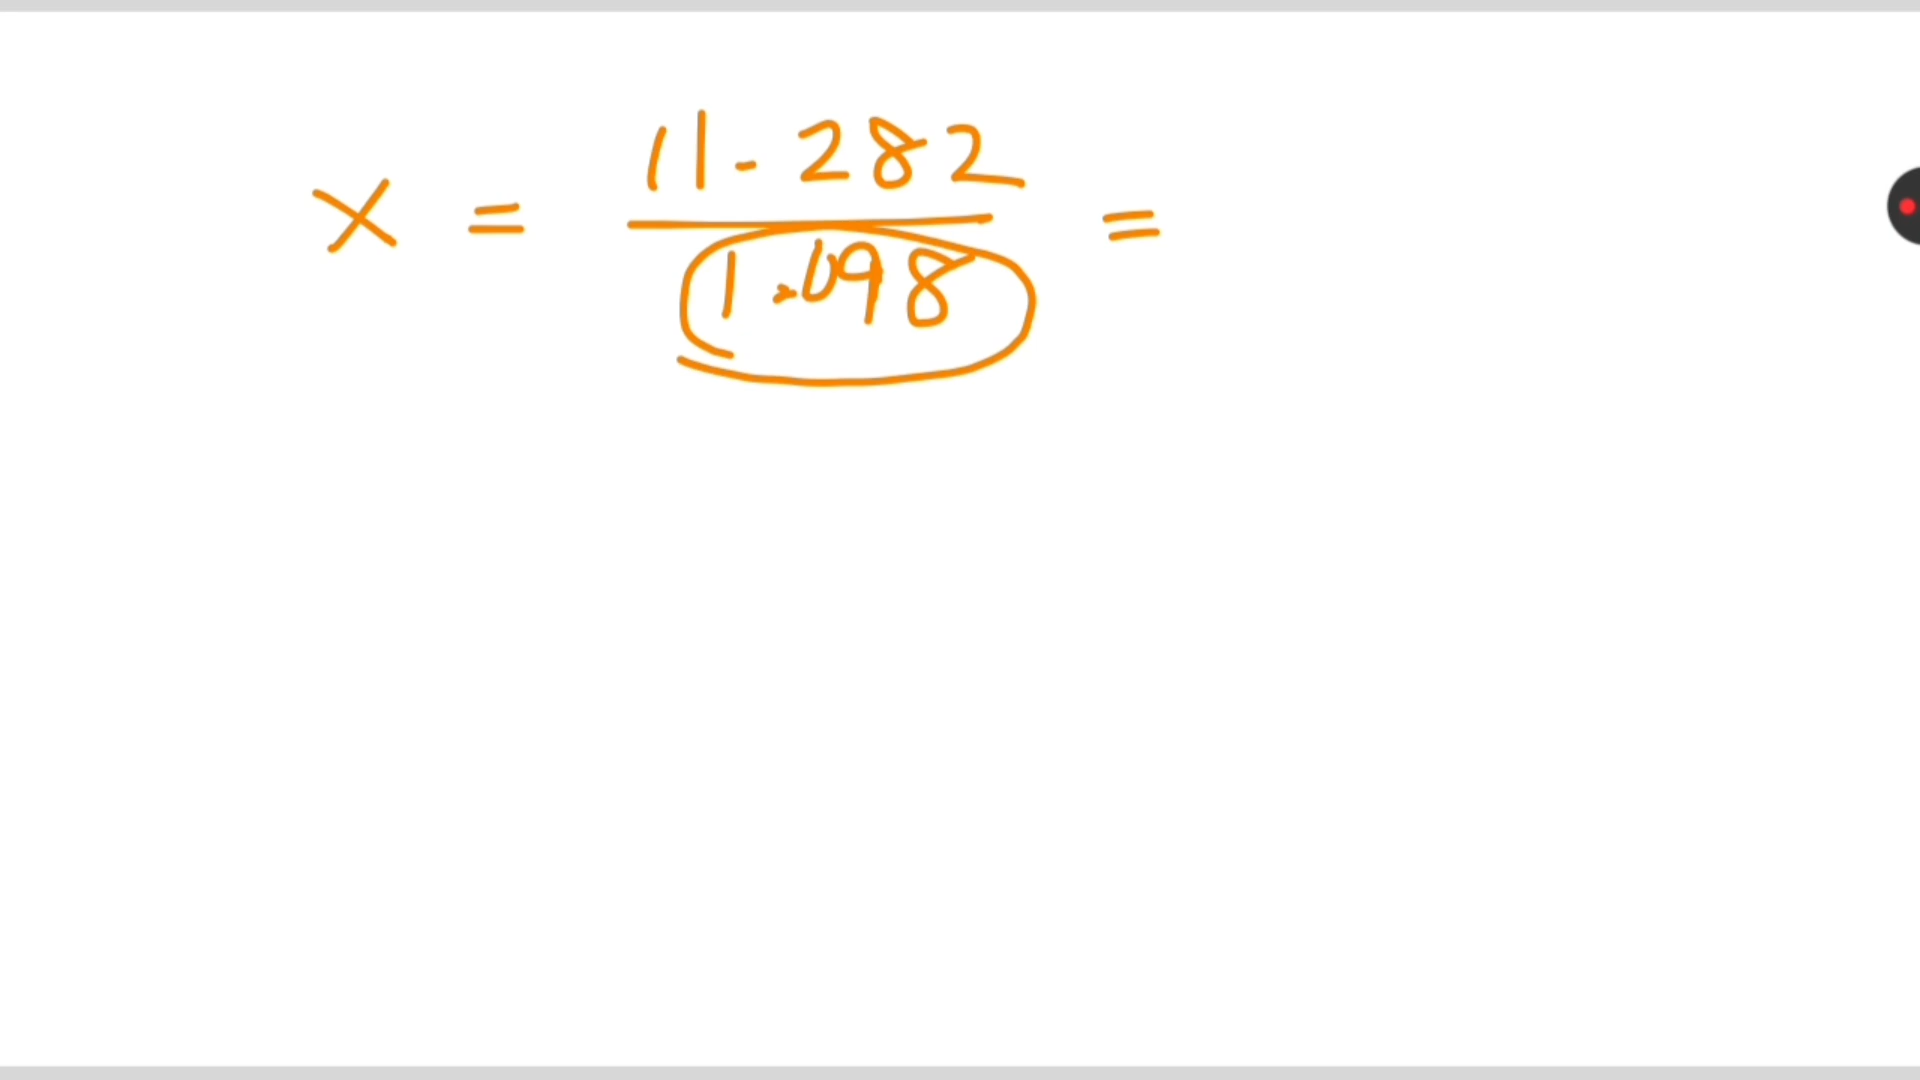 x = 11.282 / 1.098 =